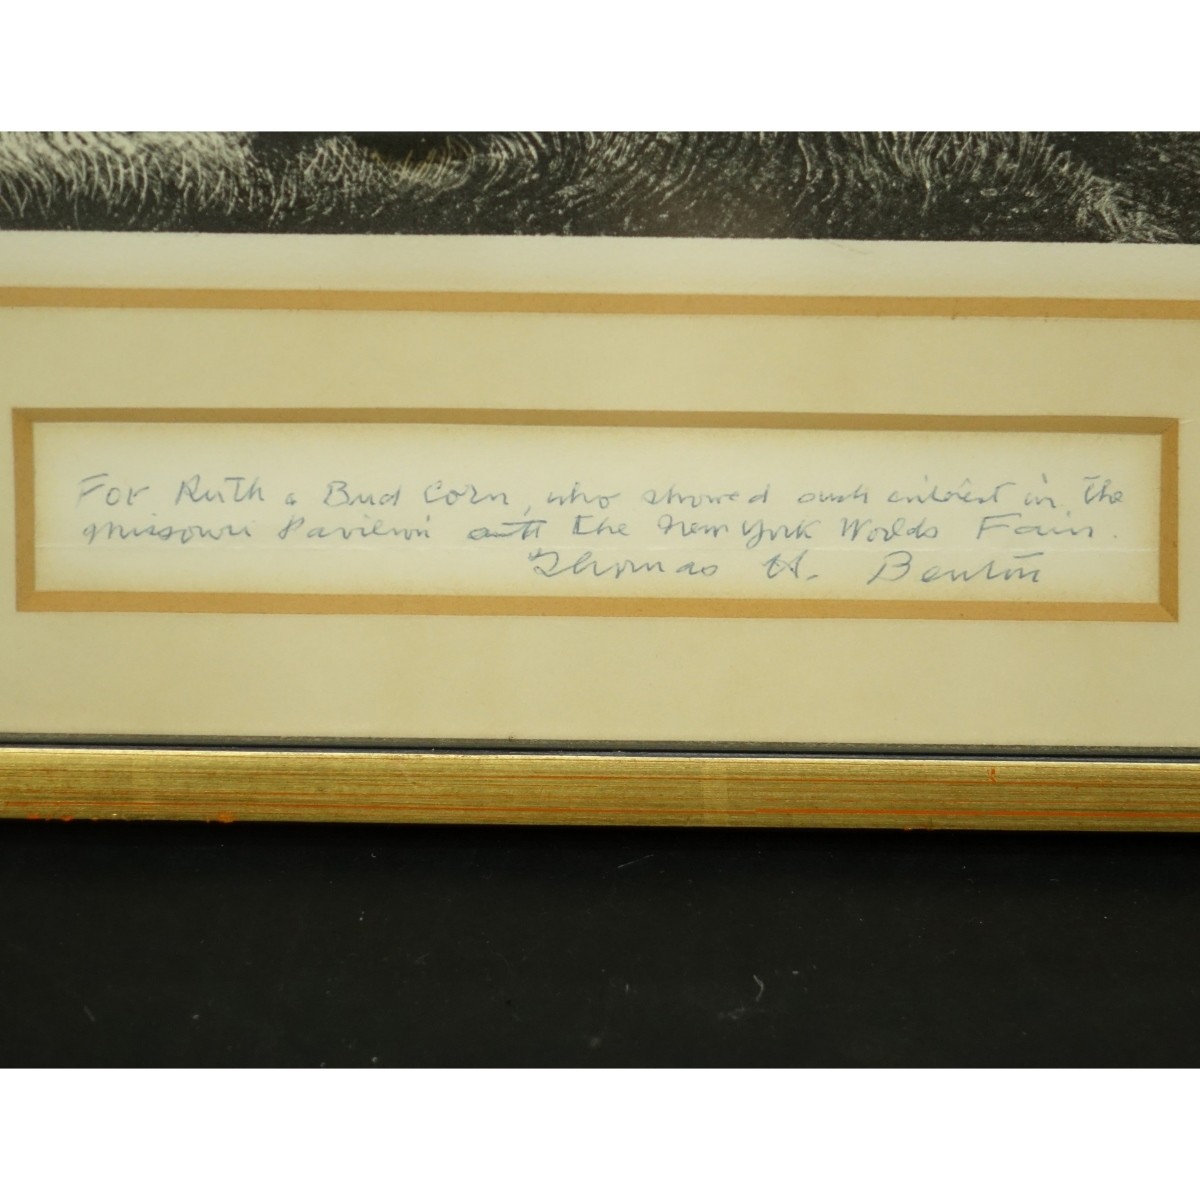 For Ruth & Bud Corn, who showed such interest in the
Missouri Pavilion at the New York Worlds Fair.
Thomas H. Benton